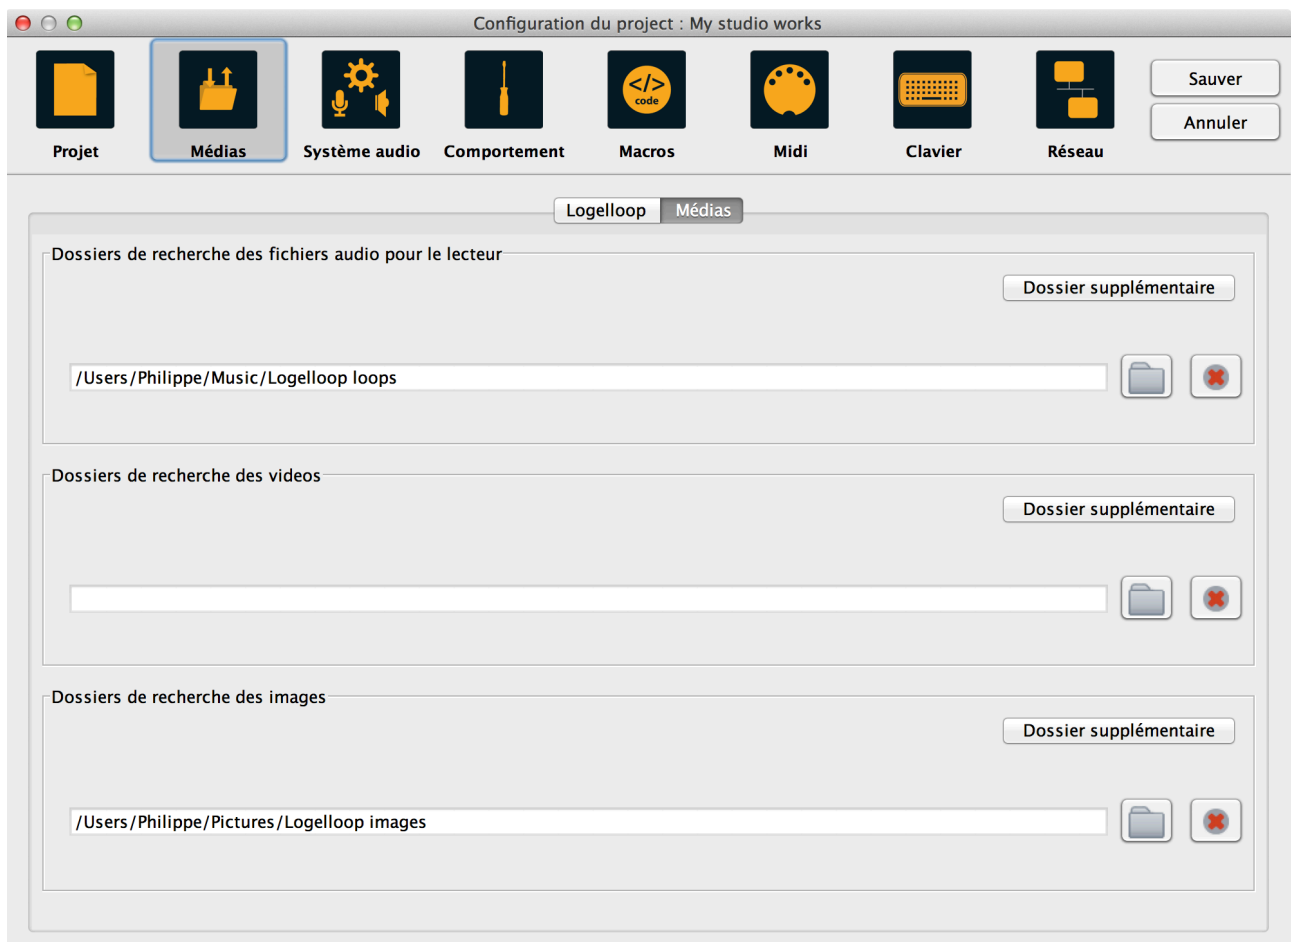 Configuration du project : My studio works
</> code
Projet Médias Système audio Comportement Macros Midi Clavier Réseau
Sauver
Annuler
Logelloop Médias
Dossiers de recherche des fichiers audio pour le lecteur
Dossier supplémentaire
/Users/Philippe/Music/Logelloop loops
Dossiers de recherche des videos
Dossier supplémentaire
Dossiers de recherche des images
Dossier supplémentaire
/Users/Philippe/Pictures/Logelloop images